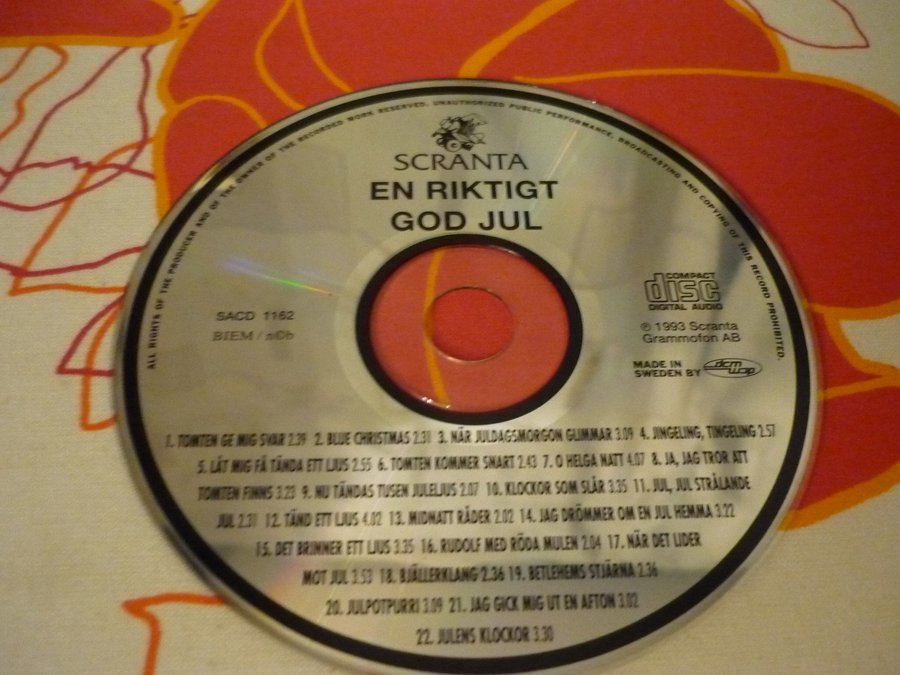 ALL RIGHTS OF THE PRODUCER AND OF THE OWNER OF THE RECORDED WORK RESERVED. UNAUTHORIZED PUBLIC PERFORMANCE, BROADCASTING AND COPYING OF THIS RECORD PROHIBITED.
SCRANTA
EN RIKTIGT
GOD JUL
SACD 1162
BIEM / n©b
COMPACT
disc
DIGITAL AUDIO
℗ 1993 Scranta
Grammofon AB
MADE IN
SWEDEN BY
dcm
1. TOMTEN GE MIG SVAR 2.39 2. BLUE CHRISTMAS 2.31 3. NÄR JULDAGSMORGON GLIMMAR 3.09 4. JINGELING, TINGELING 2.57
5. LÅT MIG FÅ TÄNDA ETT LJUS 2.55 6. TOMTEN KOMMER SNART 2.43 7. O HELGA NATT 4.07 8. JA, JAG TROR ATT
TOMTEN FINNS 3.23 9. NU TÄNDAS TUSEN JULELJUS 2.07 10. KLOCKOR SOM SLÅR 3.35 11. JUL, JUL STRÅLANDE
JUL 2.31 12. TÄND ETT LJUS 4.02 13. MIDNATT RÅDER 2.02 14. JAG DRÖMMER OM EN JUL HEMMA 3.22
15. DET BRINNER ETT LJUS 3.35 16. RUDOLF MED RÖDA MULEN 2.04 17. NÄR DET LIDER
MOT JUL 3.53 18. BJÄLLERKLANG 2.36 19. BETLEHEMS STJÄRNA 2.36
20. JULPOTPURRI 3.09 21. JAG GICK MIG UT EN AFTON 3.02
22. JULENS KLOCKOR 3.30